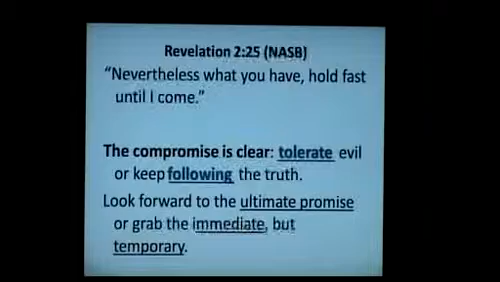 Revelation 2:25 (NASB)
“Nevertheless what you have, hold fast
until I come.”
The compromise is clear: tolerate evil
or keep following the truth.
Look forward to the ultimate promise
or grab the immediate, but
temporary.